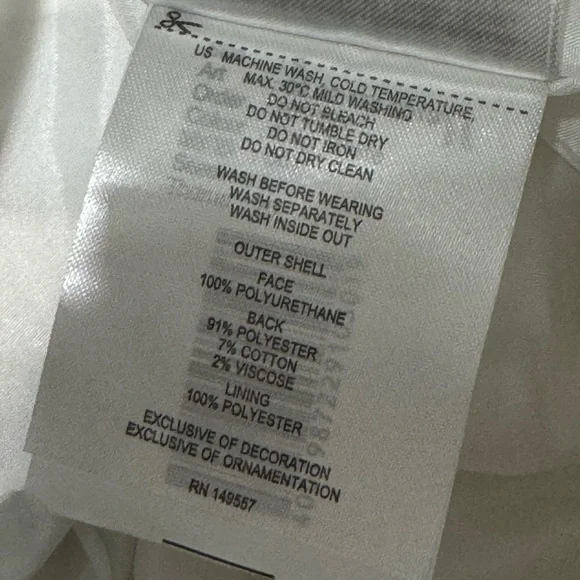 US MACHINE WASH, COLD TEMPERATURE,
MAX. 30°C MILD WASHING
DO NOT BLEACH
DO NOT TUMBLE DRY
DO NOT IRON
DO NOT DRY CLEAN
WASH BEFORE WEARING
WASH SEPARATELY
WASH INSIDE OUT
OUTER SHELL
FACE
100% POLYURETHANE
BACK
91% POLYESTER
7% COTTON
2% VISCOSE
LINING
100% POLYESTER
EXCLUSIVE OF DECORATION
EXCLUSIVE OF ORNAMENTATION
RN 149557